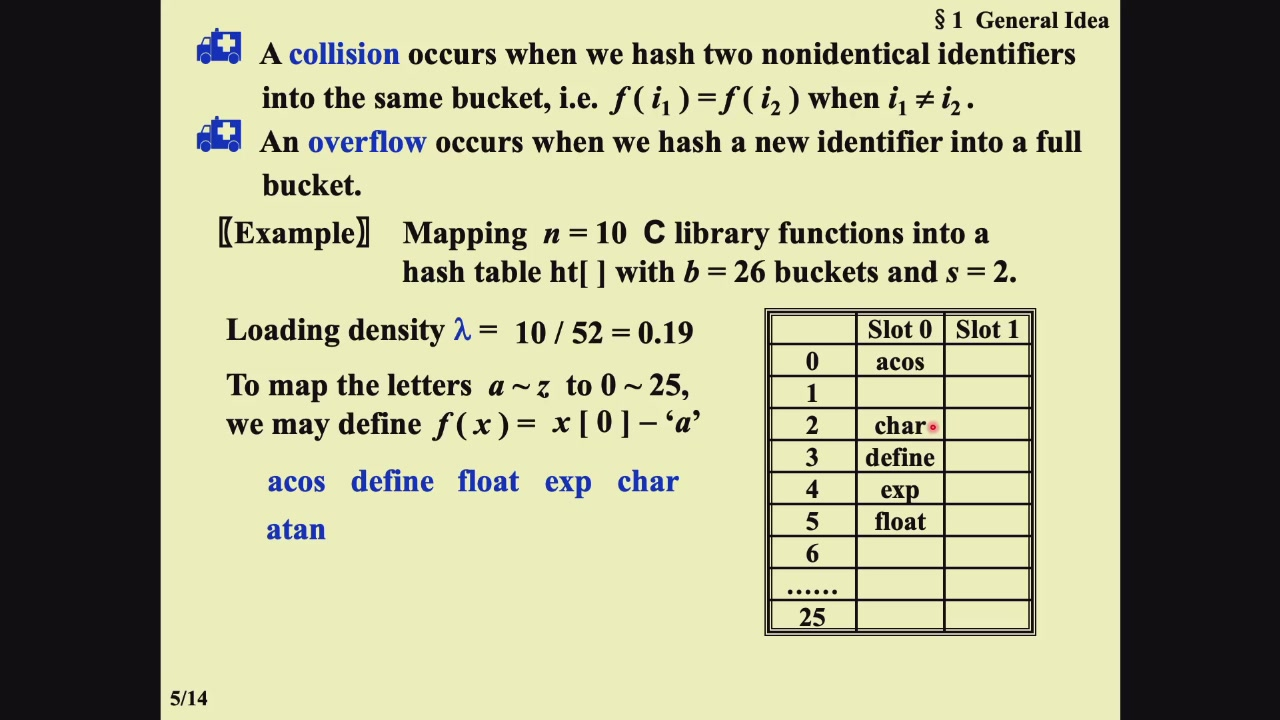 § 1 General Idea
A collision occurs when we hash two nonidentical identifiers
into the same bucket, i.e. f ( i₁ ) = f ( i₂ ) when i₁ ≠ i₂ .
An overflow occurs when we hash a new identifier into a full
bucket.
〖Example〗 Mapping n = 10 C library functions into a
hash table ht[ ] with b = 26 buckets and s = 2.
Loading density λ = 10 / 52 = 0.19
To map the letters a ~ z to 0 ~ 25,
we may define f ( x ) = x [ 0 ] – ‘a’
acos define float exp char
atan
Slot 0 Slot 1
0 acos
1
2 char
3 define
4 exp
5 float
6
......
25
5/14